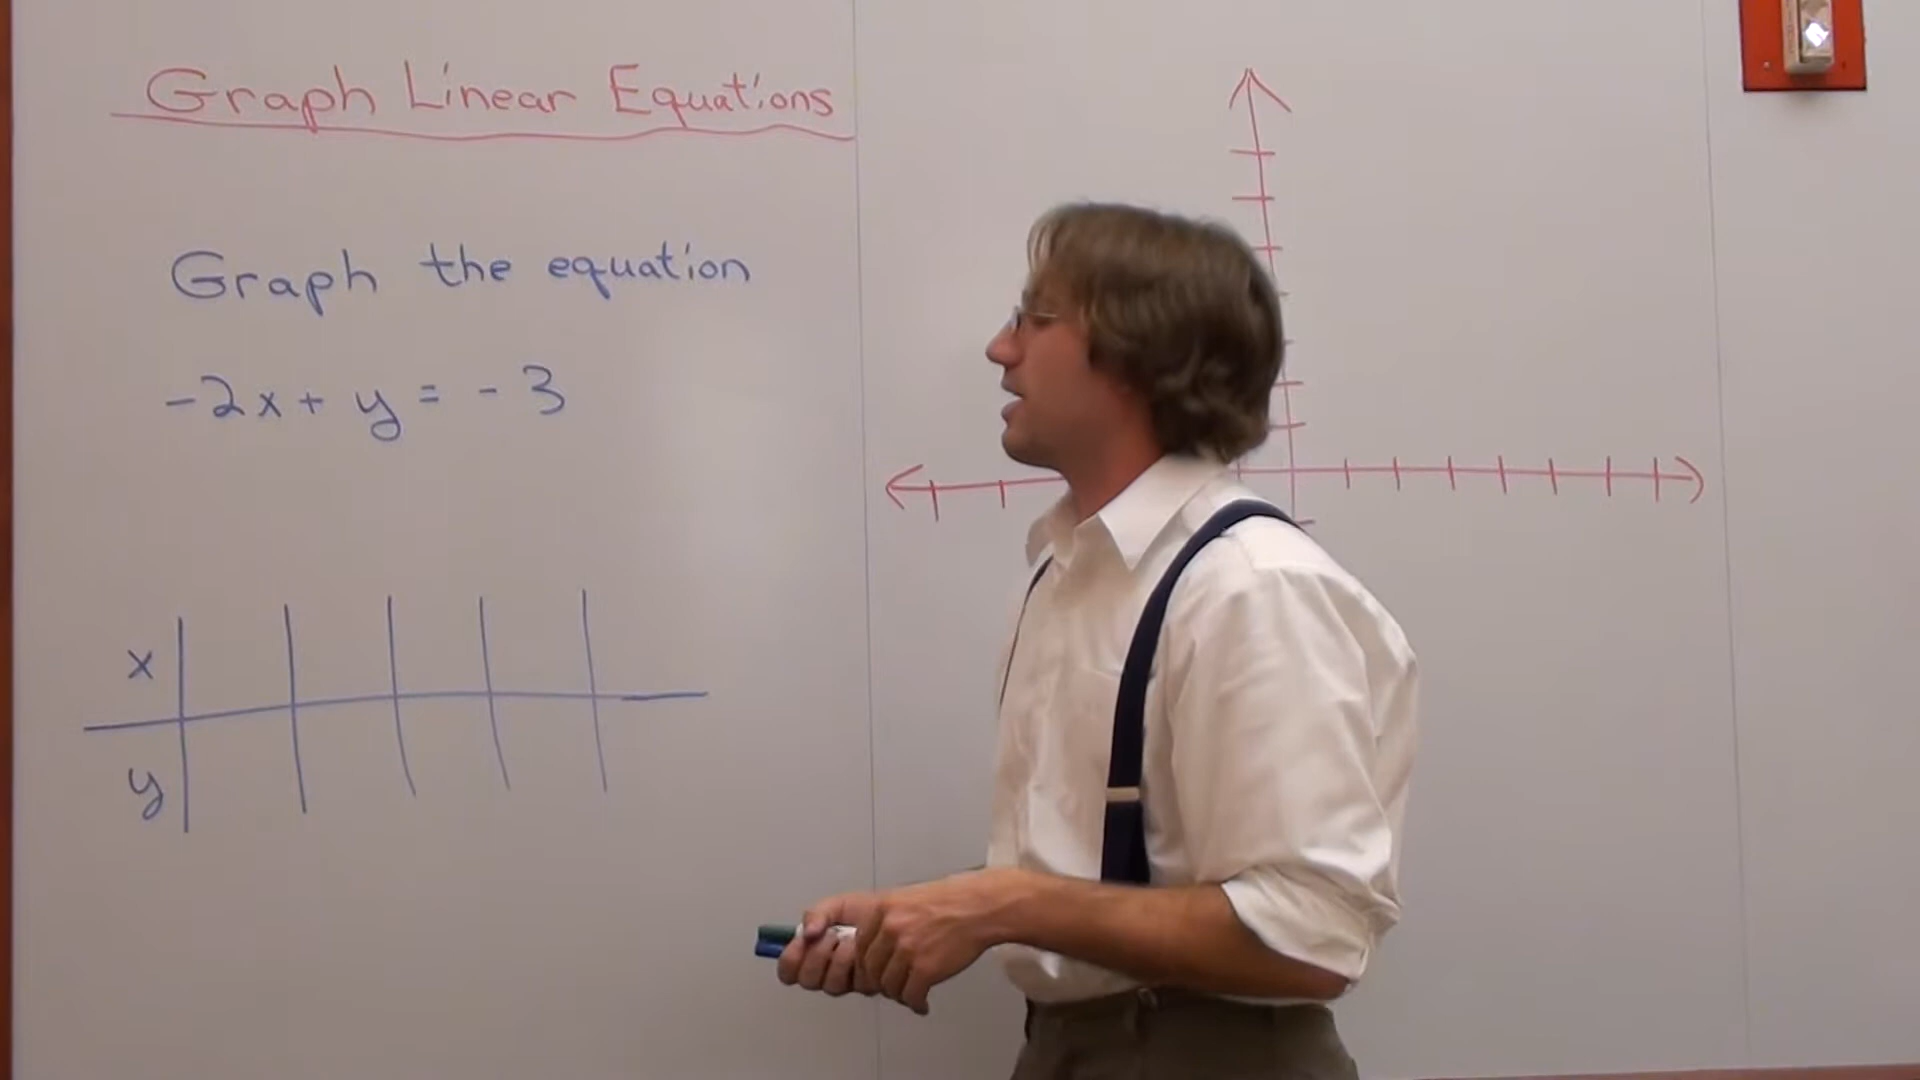 Graph Linear Equations
Graph the equation
-2x + y = -3
x
y